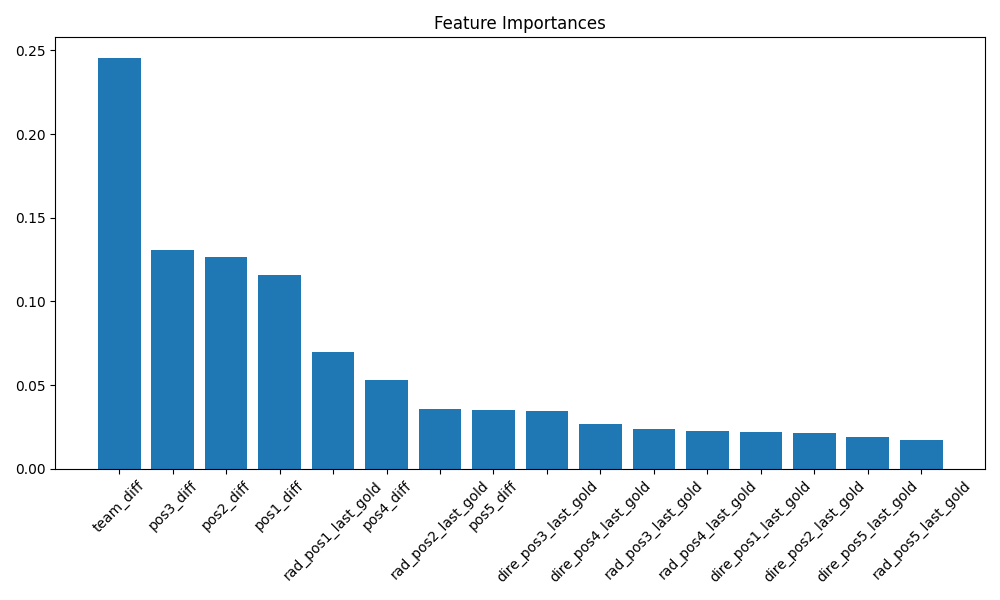 Feature Importances
0.25
0.20
0.15
0.10
0.05
0.00
team_diff
pos3_diff
pos2_diff
pos1_diff
rad_pos1_last_gold
pos4_diff
rad_pos2_last_gold
pos5_diff
dire_pos3_last_gold
dire_pos4_last_gold
rad_pos3_last_gold
rad_pos4_last_gold
dire_pos1_last_gold
dire_pos2_last_gold
dire_pos5_last_gold
rad_pos5_last_gold